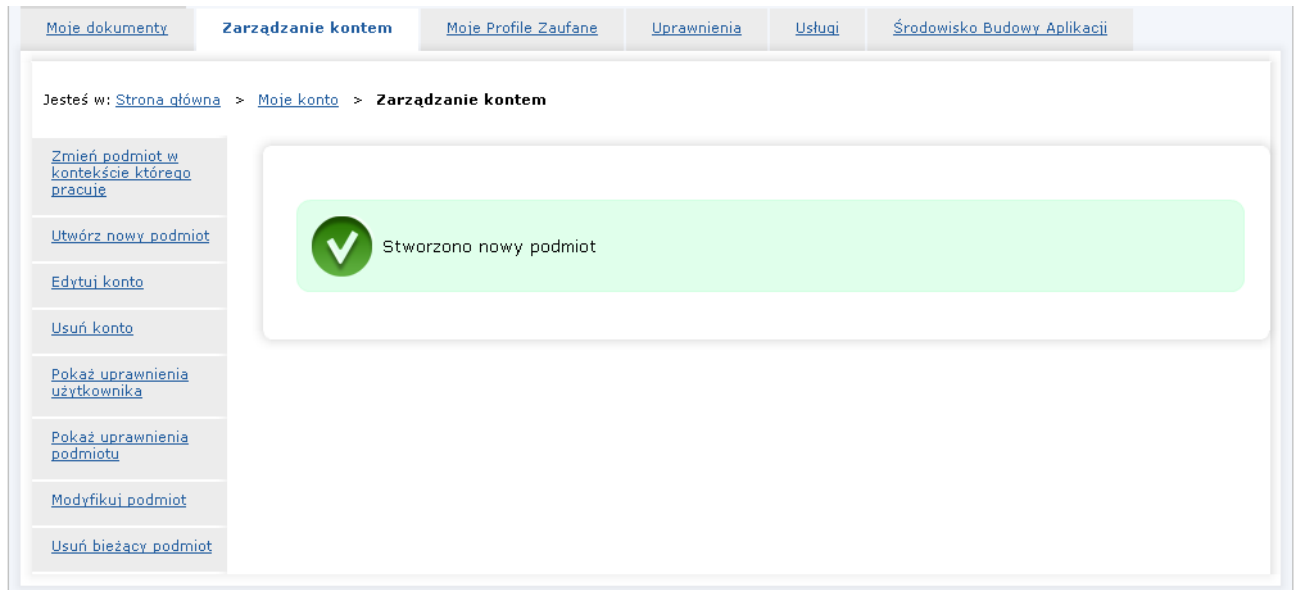 Moje dokumenty Zarządzanie kontem Moje Profile Zaufane Uprawnienia Usługi Środowisko Budowy Aplikacji
Jesteś w: Strona główna > Moje konto > Zarządzanie kontem
Zmień podmiot w
kontekście którego
pracuję
Utwórz nowy podmiot
Edytuj konto
Usuń konto
Pokaż uprawnienia
użytkownika
Pokaż uprawnienia
podmiotu
Modyfikuj podmiot
Usuń bieżący podmiot
Stworzono nowy podmiot